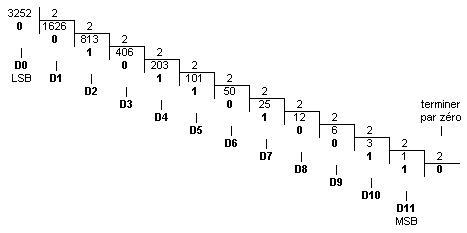 3252 2
0 1626 2
0 813 2
1 406 2
0 203 2
1 101 2
1 50 2
0 25 2
1 12 2
0 6 2
0 3 2
1 1 2
1 0
D0
LSB
D1
D2
D3
D4
D5
D6
D7
D8
D9
D10
D11
MSB
terminer
par zéro